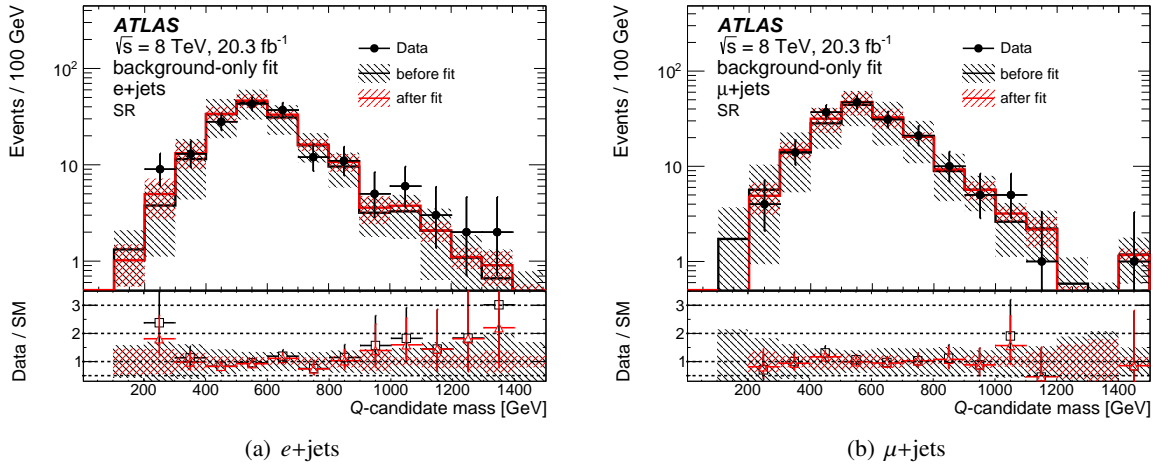 ATLAS
√s = 8 TeV, 20.3 fb⁻¹
background-only fit
e+jets
SR
Data
before fit
after fit
Events / 100 GeV
10²
10
1
Data / SM
3
2
1
200 400 600 800 1000 1200 1400
Q-candidate mass [GeV]
(a) e+jets
ATLAS
√s = 8 TeV, 20.3 fb⁻¹
background-only fit
μ+jets
SR
Data
before fit
after fit
Events / 100 GeV
10²
10
1
Data / SM
3
2
1
200 400 600 800 1000 1200 1400
Q-candidate mass [GeV]
(b) μ+jets